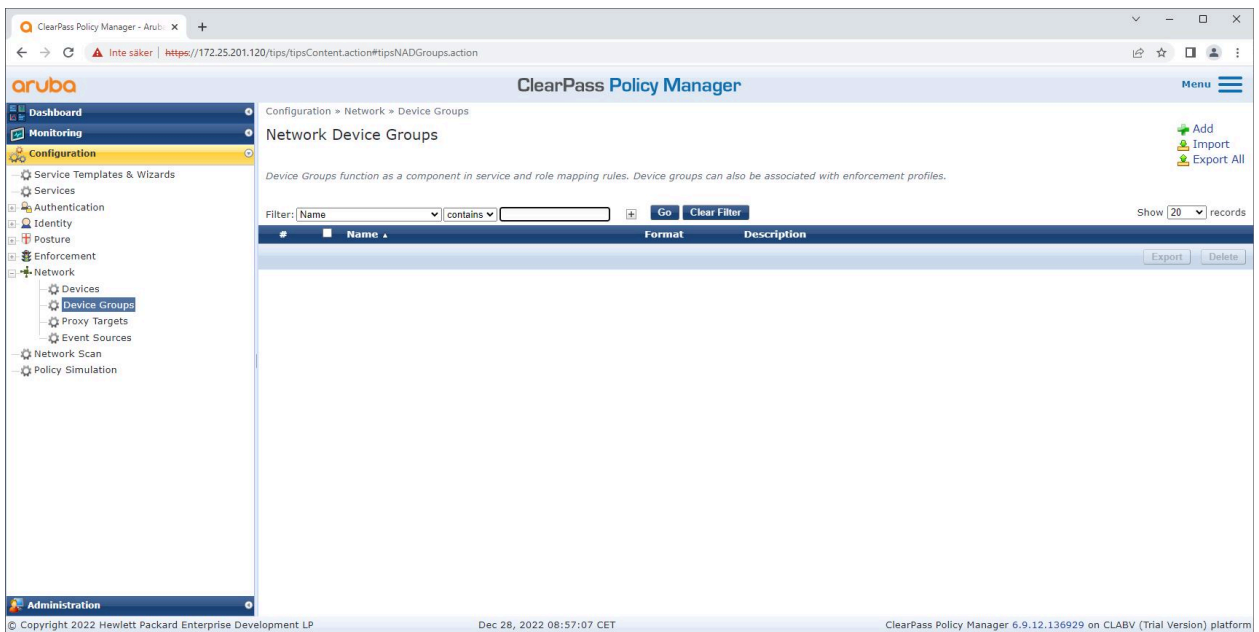 ClearPass Policy Manager - Arub
Inte säker | https://172.25.201.120/tips/tipsContent.action#tipsNADGroups.action
aruba
ClearPass Policy Manager
Menu
Dashboard
Monitoring
Configuration
Service Templates & Wizards
Services
Authentication
Identity
Posture
Enforcement
Network
Devices
Device Groups
Proxy Targets
Event Sources
Network Scan
Policy Simulation
Administration
Configuration » Network » Device Groups
Network Device Groups
Add
Import
Export All
Device Groups function as a component in service and role mapping rules. Device groups can also be associated with enforcement profiles.
Filter: Name contains + Go Clear Filter Show 20 records
# Name Format Description
Export Delete
© Copyright 2022 Hewlett Packard Enterprise Development LP Dec 28, 2022 08:57:07 CET ClearPass Policy Manager 6.9.12.136929 on CLABV (Trial Version) platform